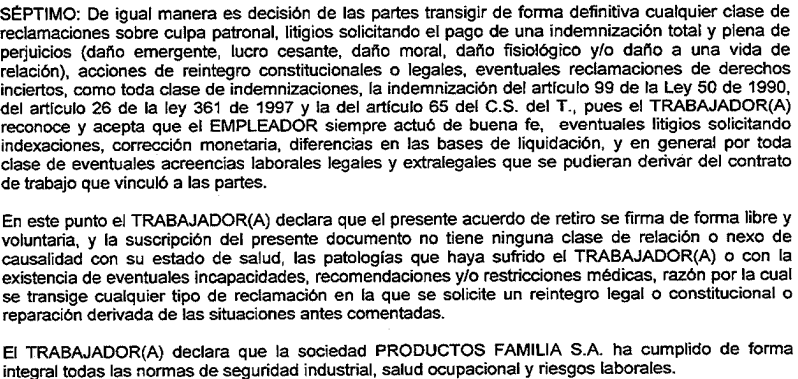 SÉPTIMO: De igual manera es decisión de las partes transigir de forma definitiva cualquier clase de
reclamaciones sobre culpa patronal, litigios solicitando el pago de una indemnización total y plena de
perjuicios (daño emergente, lucro cesante, daño moral, daño fisiológico y/o daño a una vida de
relación), acciones de reintegro constitucionales o legales, eventuales reclamaciones de derechos
inciertos, como toda clase de indemnizaciones, la indemnización del artículo 99 de la Ley 50 de 1990,
del artículo 26 de la ley 361 de 1997 y la del artículo 65 del C.S. del T., pues el TRABAJADOR(A)
reconoce y acepta que el EMPLEADOR siempre actuó de buena fe, eventuales litigios solicitando
indexaciones, corrección monetaria, diferencias en las bases de liquidación, y en general por toda
clase de eventuales acreencias laborales legales y extralegales que se pudieran derivar del contrato
de trabajo que vinculó a las partes.
En este punto el TRABAJADOR(A) declara que el presente acuerdo de retiro se firma de forma libre y
voluntaria, y la suscripción del presente documento no tiene ninguna clase de relación o nexo de
causalidad con su estado de salud, las patologías que haya sufrido el TRABAJADOR(A) o con la
existencia de eventuales incapacidades, recomendaciones y/o restricciones médicas, razón por la cual
se transige cualquier tipo de reclamación en la que se solicite un reintegro legal o constitucional o
reparación derivada de las situaciones antes comentadas.
El TRABAJADOR(A) declara que la sociedad PRODUCTOS FAMILIA S.A. ha cumplido de forma
integral todas las normas de seguridad industrial, salud ocupacional y riesgos laborales.